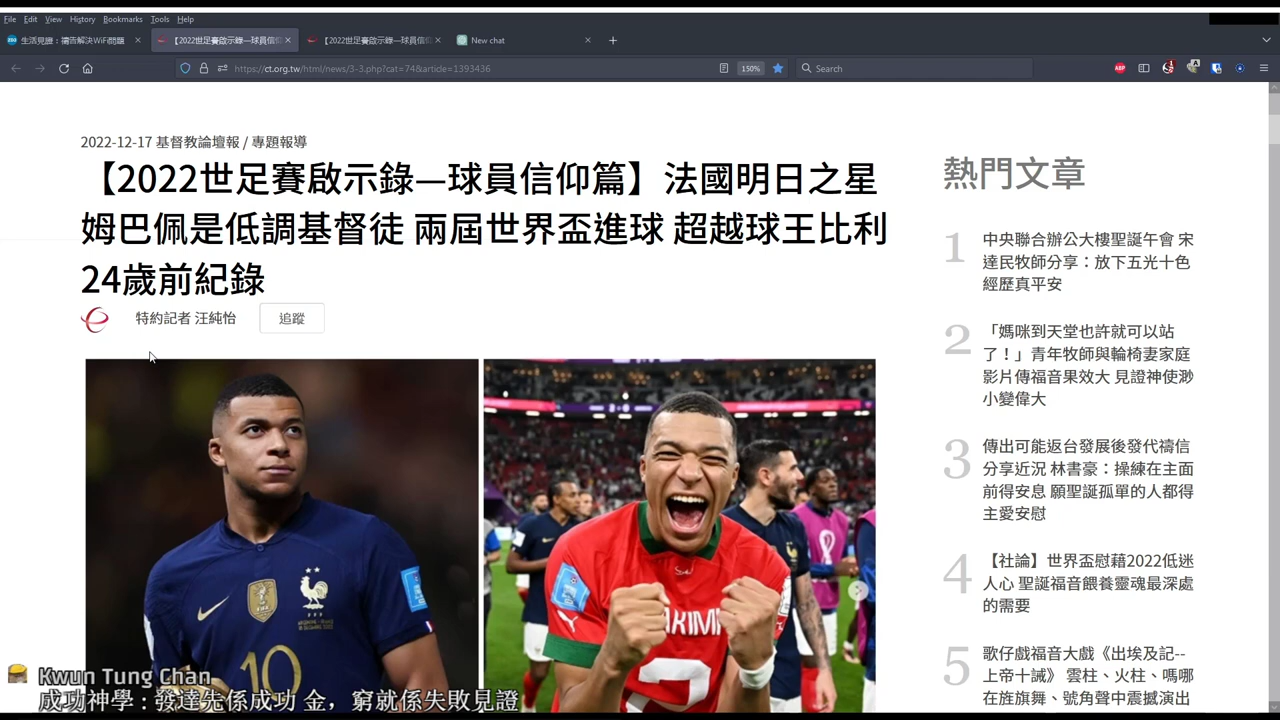 File Edit View History Bookmarks Tools Help
生活見證：禱告解決WiFi問題
【2022世足賽啟示錄—球員信仰
【2022世足賽啟示錄—球員信仰
New chat
https://ct.org.tw/html/news/3-3.php?cat=74&article=1393436
150%
Search
2022-12-17 基督教論壇報 / 專題報導
【2022世足賽啟示錄—球員信仰篇】法國明日之星
姆巴佩是低調基督徒 兩屆世界盃進球 超越球王比利
24歲前紀錄
特約記者 汪純怡
追蹤
熱門文章
1
中央聯合辦公大樓聖誕午會 宋
達民牧師分享：放下五光十色
經歷真平安
2
「媽咪到天堂也許就可以站
了！」青年牧師與輪椅妻家庭
影片傳福音果效大 見證神使渺
小變偉大
3
傳出可能返台發展後發代禱信
分享近況 林書豪：操練在主面
前得安息 願聖誕孤單的人都得
主愛安慰
4
【社論】世界盃慰藉2022低迷
人心 聖誕福音餵養靈魂最深處
的需要
5
歌仔戲福音大戲《出埃及記--
上帝十誡》 雲柱、火柱、嗎哪
在旌旗舞、號角聲中震撼演出
10
AKIMI
2
Kwun Tung Chan
成功神學 : 發達先係成功 金，窮就係失敗見證